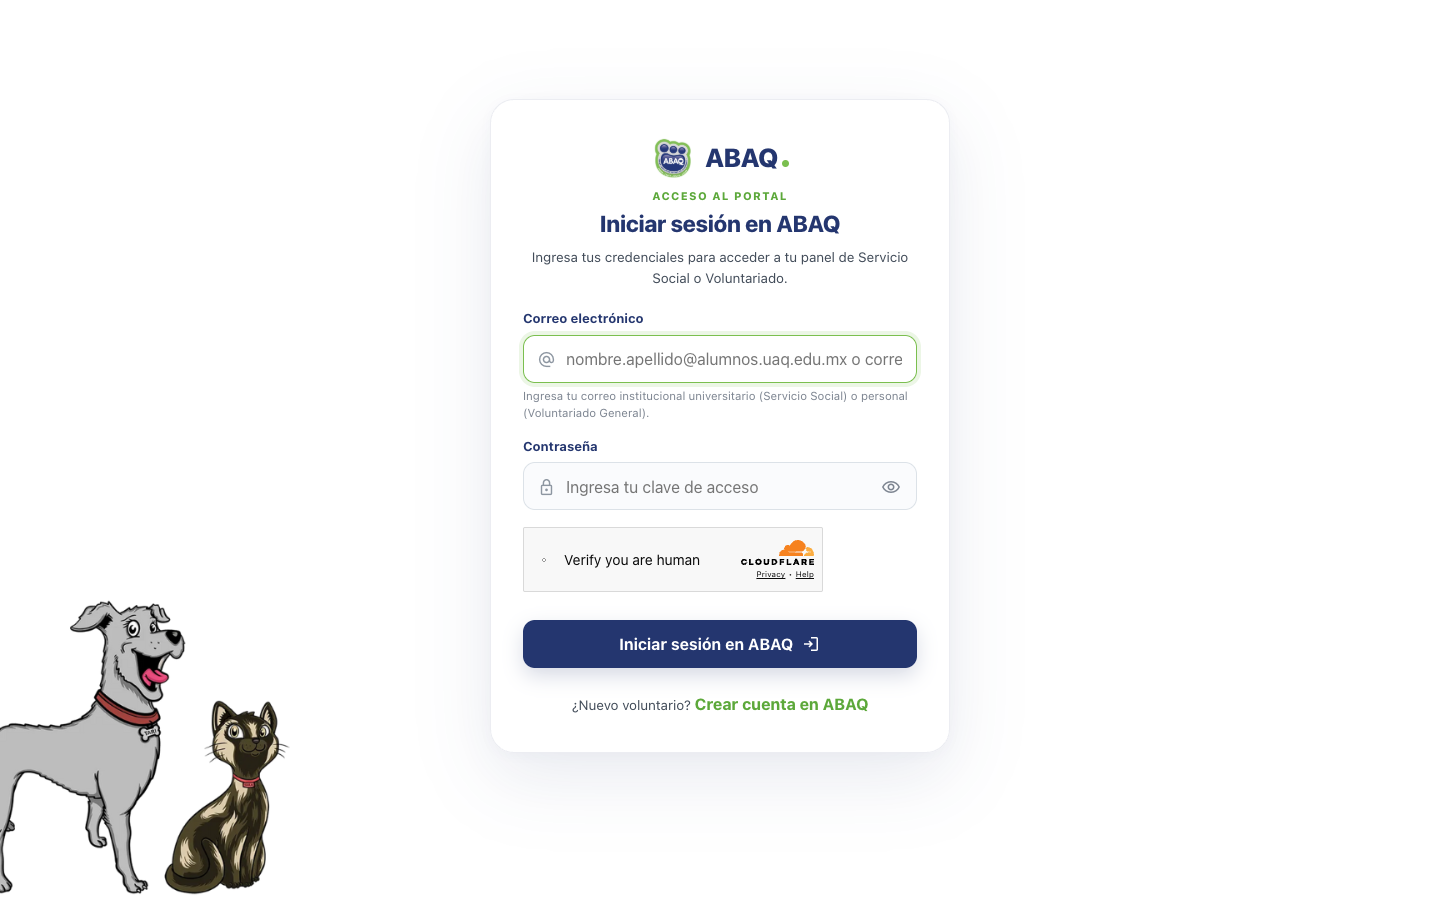 ABAQ
ABAQ.
ACCESO AL PORTAL
Iniciar sesión en ABAQ
Ingresa tus credenciales para acceder a tu panel de Servicio
Social o Voluntariado.
Correo electrónico
nombre.apellido@alumnos.uaq.edu.mx o corre
Ingresa tu correo institucional universitario (Servicio Social) o personal
(Voluntariado General).
Contraseña
Ingresa tu clave de acceso
Verify you are human
CLOUDFLARE
Privacy • Help
Iniciar sesión en ABAQ
¿Nuevo voluntario? Crear cuenta en ABAQ